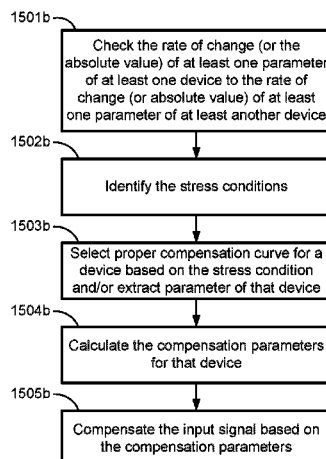 1501b
Check the rate of change (or the
absolute value) of at least one parameter
of at least one device to the rate of
change (or absolute value) of at least
one parameter of at least another device
1502b
Identify the stress conditions
1503b
Select proper compensation curve for a
device based on the stress condition
and/or extract parameter of that device
1504b
Calculate the compensation parameters
for that device
1505b
Compensate the input signal based on
the compensation parameters